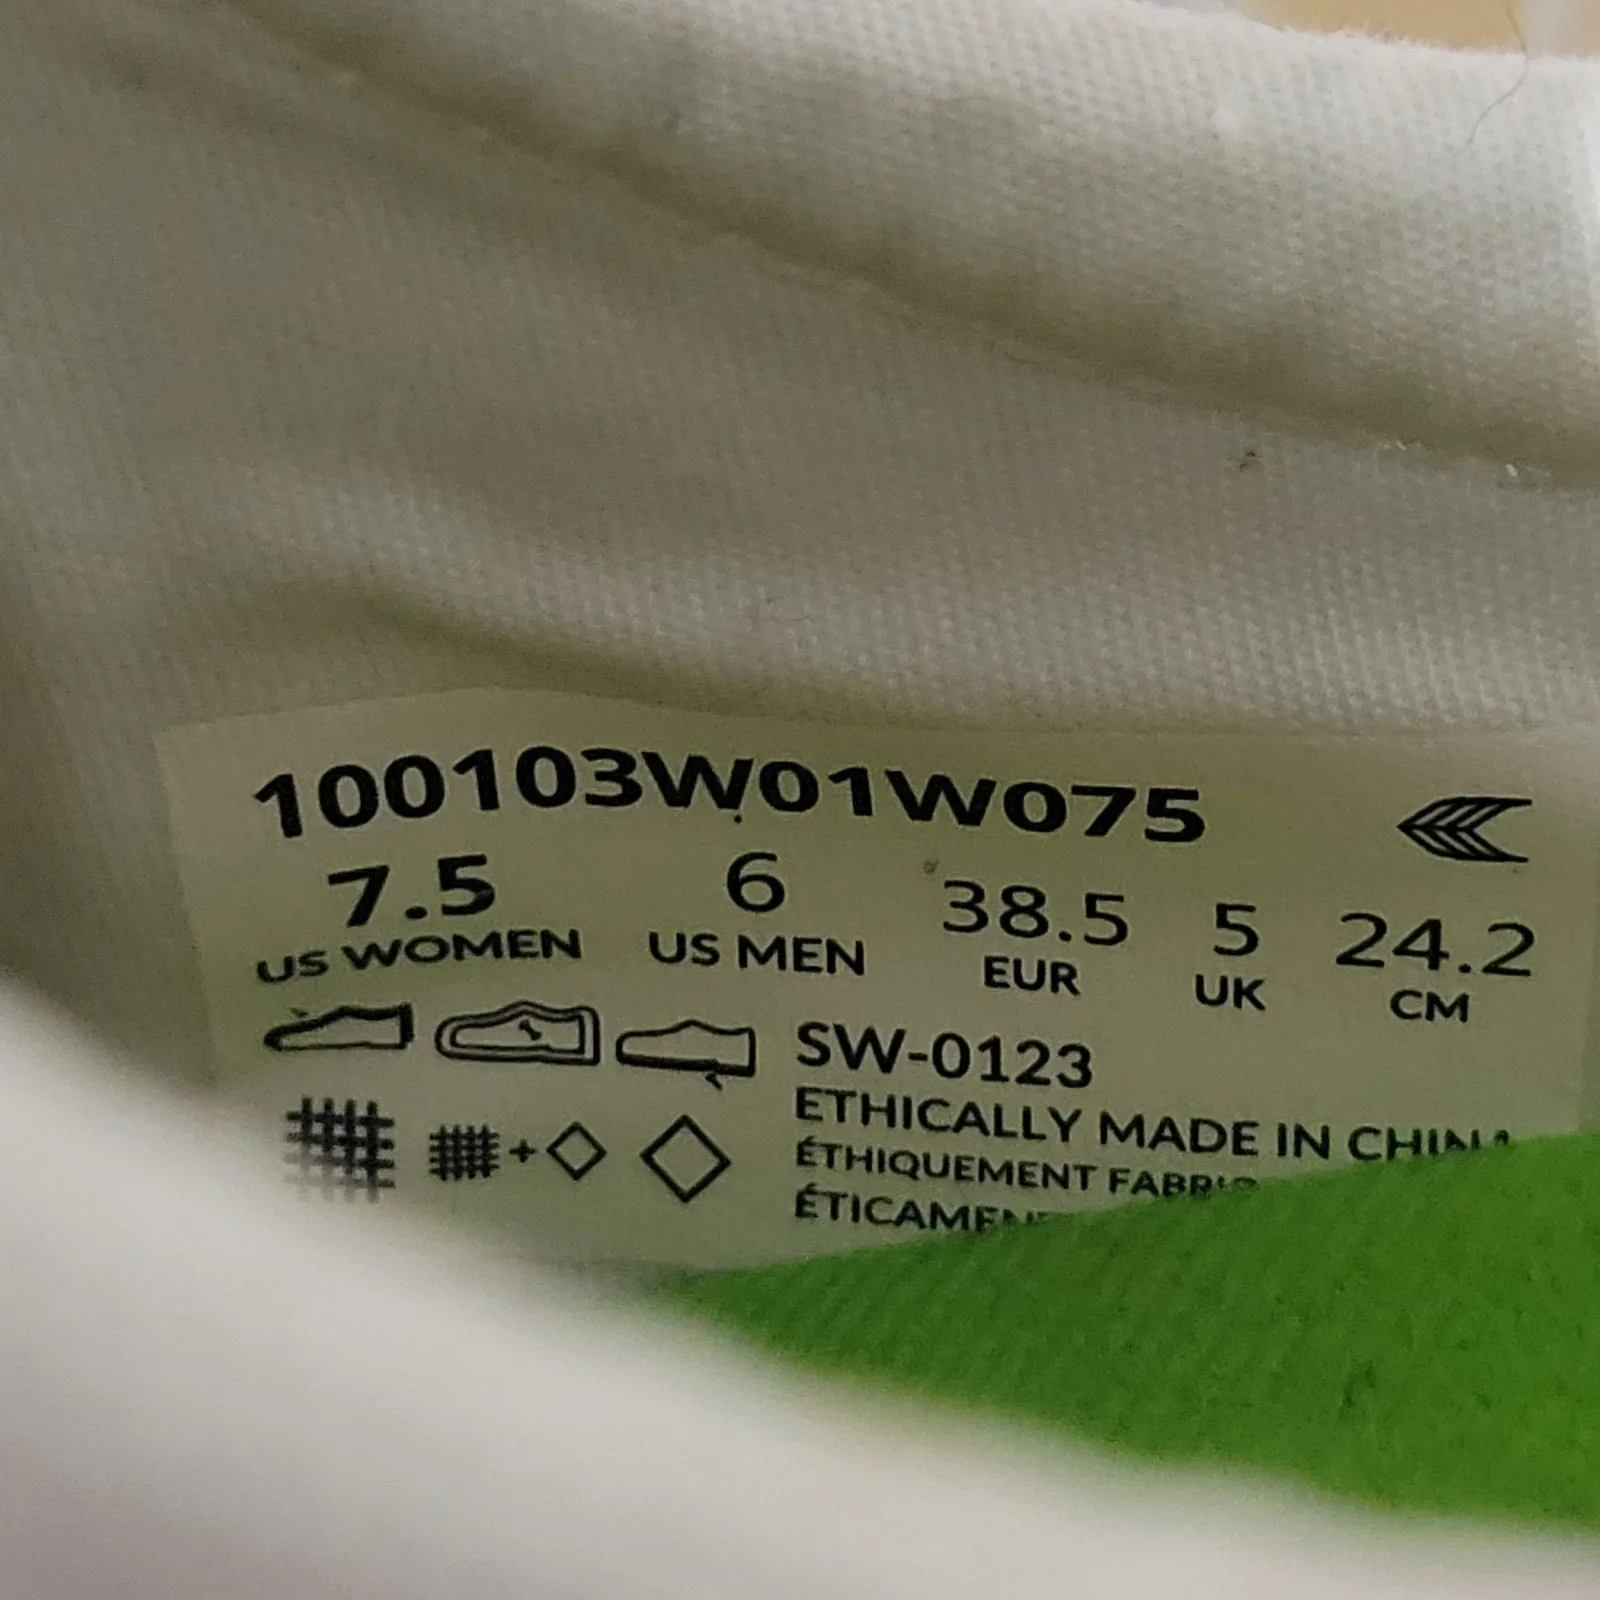 100103W01W075
7.5 6 38.5 5 24.2
US WOMEN US MEN EUR UK CM
SW-0123
ETHICALLY MADE IN CHINA
ÉTHIQUEMENT